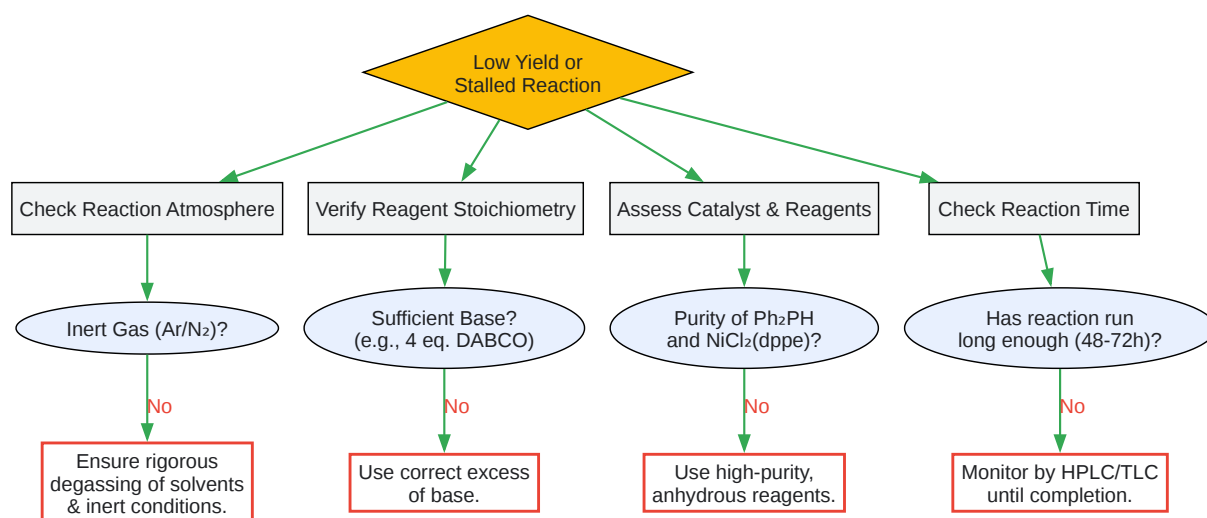 Low Yield or
Stalled Reaction
Check Reaction Atmosphere
Verify Reagent Stoichiometry
Assess Catalyst & Reagents
Check Reaction Time
Inert Gas (Ar/N₂)?
Sufficient Base?
(e.g., 4 eq. DABCO)
Purity of Ph₂PH
and NiCl₂(dppe)?
Has reaction run
long enough (48-72h)?
No
No
No
No
Ensure rigorous
degassing of solvents
& inert conditions.
Use correct excess
of base.
Use high-purity,
anhydrous reagents.
Monitor by HPLC/TLC
until completion.